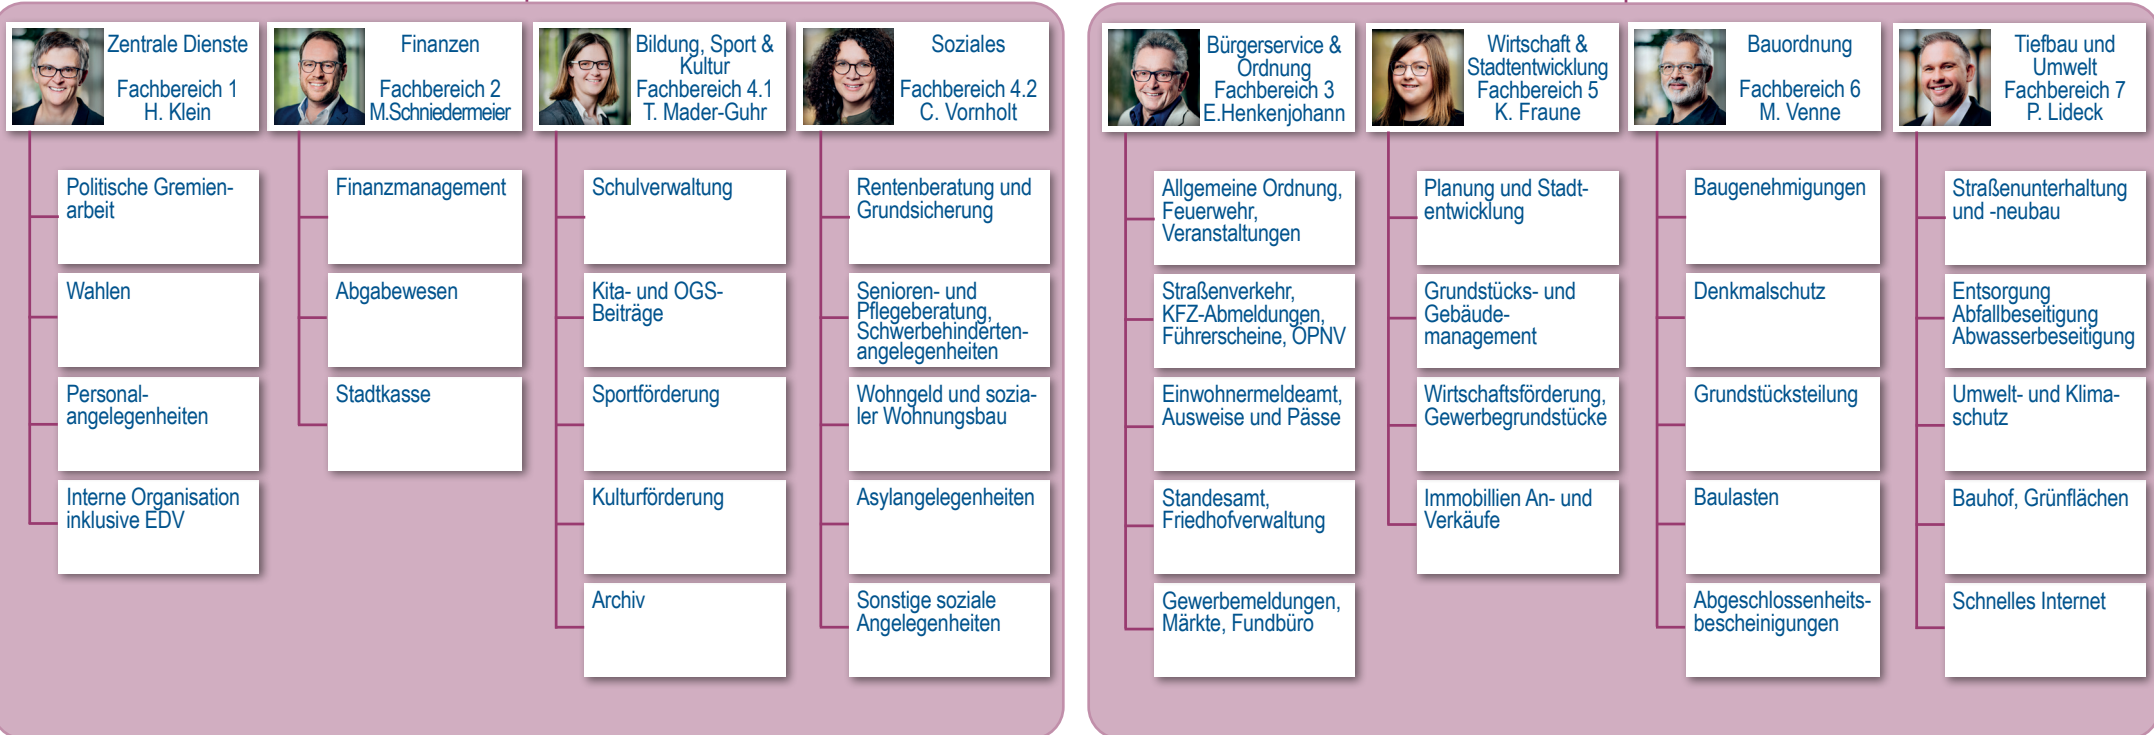 Zentrale Dienste
Fachbereich 1
H. Klein
Politische Gremien-
arbeit
Wahlen
Personal-
angelegenheiten
Interne Organisation
inklusive EDV
Finanzen
Fachbereich 2
M.Schniedermeier
Finanzmanagement
Abgabewesen
Stadtkasse
Bildung, Sport &
Kultur
Fachbereich 4.1
T. Mader-Guhr
Schulverwaltung
Kita- und OGS-
Beiträge
Sportförderung
Kulturförderung
Archiv
Soziales
Fachbereich 4.2
C. Vornholt
Rentenberatung und
Grundsicherung
Senioren- und
Pflegeberatung,
Schwerbehinderten-
angelegenheiten
Wohngeld und sozia-
ler Wohnungsbau
Asylangelegenheiten
Sonstige soziale
Angelegenheiten
Bürgerservice &
Ordnung
Fachbereich 3
E.Henkenjohann
Allgemeine Ordnung,
Feuerwehr,
Veranstaltungen
Straßenverkehr,
KFZ-Abmeldungen,
Führerscheine, ÖPNV
Einwohnermeldeamt,
Ausweise und Pässe
Standesamt,
Friedhofverwaltung
Gewerbemeldungen,
Märkte, Fundbüro
Wirtschaft &
Stadtentwicklung
Fachbereich 5
K. Fraune
Planung und Stadt-
entwicklung
Grundstücks- und
Gebäude-
management
Wirtschaftsförderung,
Gewerbegrundstücke
Immobillien An- und
Verkäufe
Bauordnung
Fachbereich 6
M. Venne
Baugenehmigungen
Denkmalschutz
Grundstücksteilung
Baulasten
Abgeschlossenheits-
bescheinigungen
Tiefbau und
Umwelt
Fachbereich 7
P. Lideck
Straßenunterhaltung
und -neubau
Entsorgung
Abfallbeseitigung
Abwasserbeseitigung
Umwelt- und Klima-
schutz
Bauhof, Grünflächen
Schnelles Internet